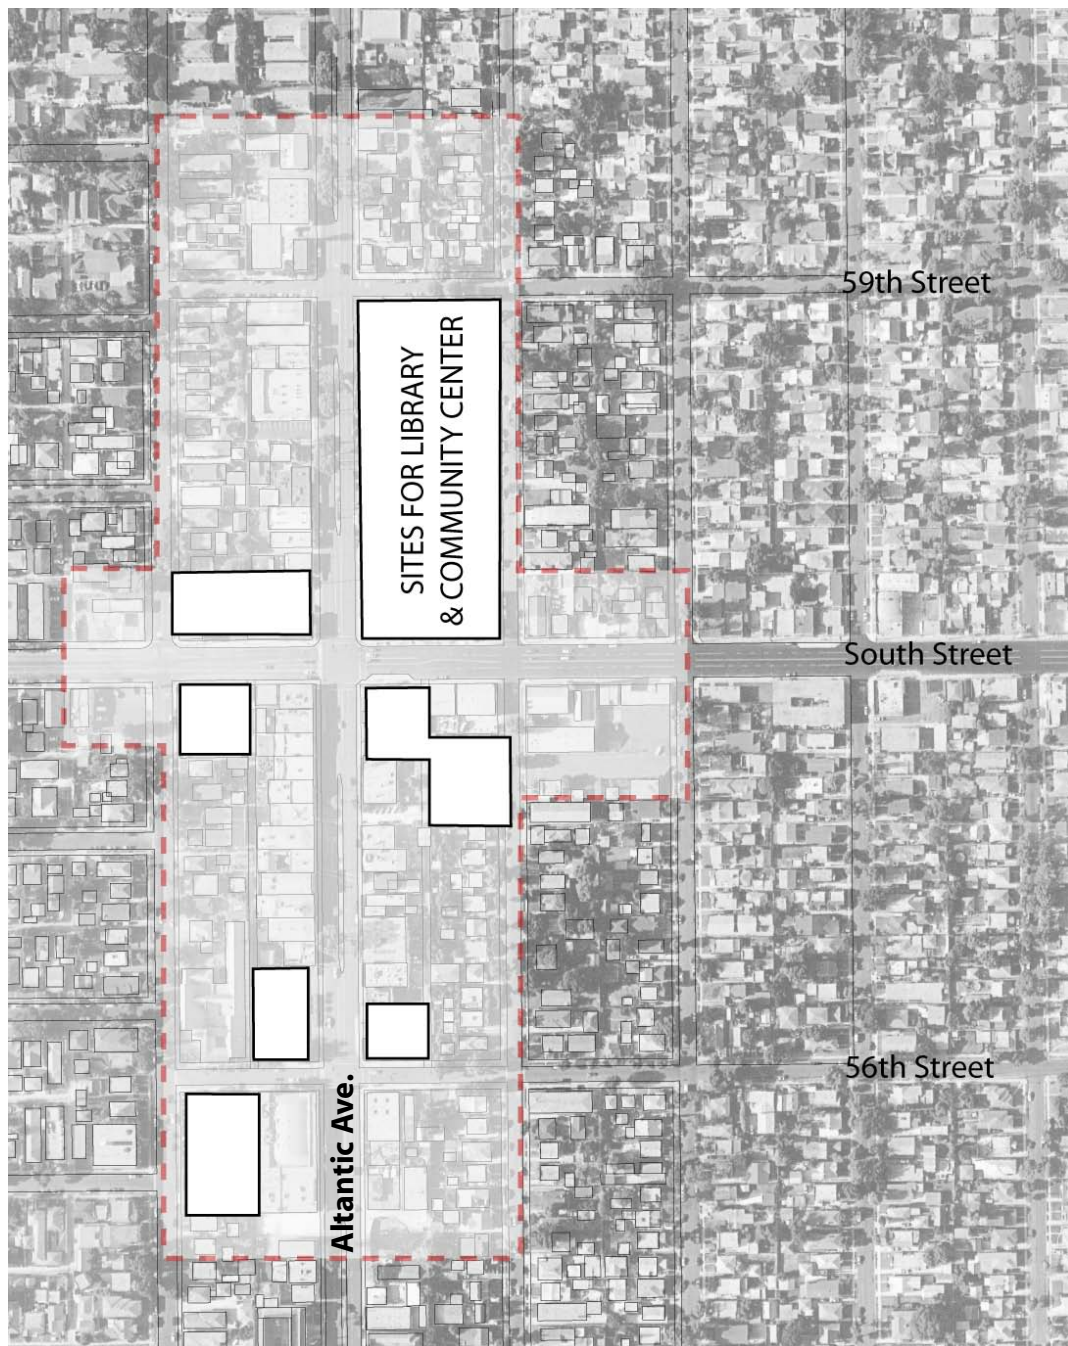 59th Street
SITES FOR LIBRARY
& COMMUNITY CENTER
South Street
56th Street
Altantic Ave.